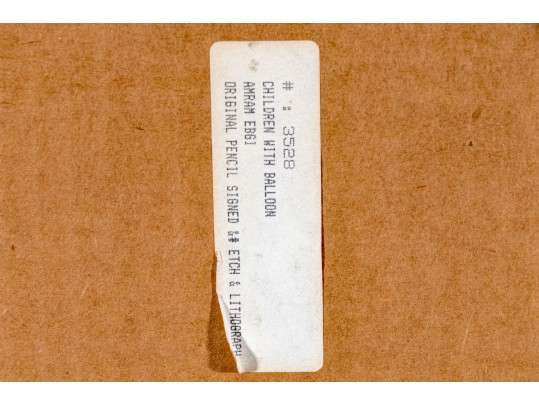 # : 3528
CHILDREN WITH BALLOON
AMRAM EBGI
ORIGINAL PENCIL SIGNED &# ETCH & LITHOGRAPH